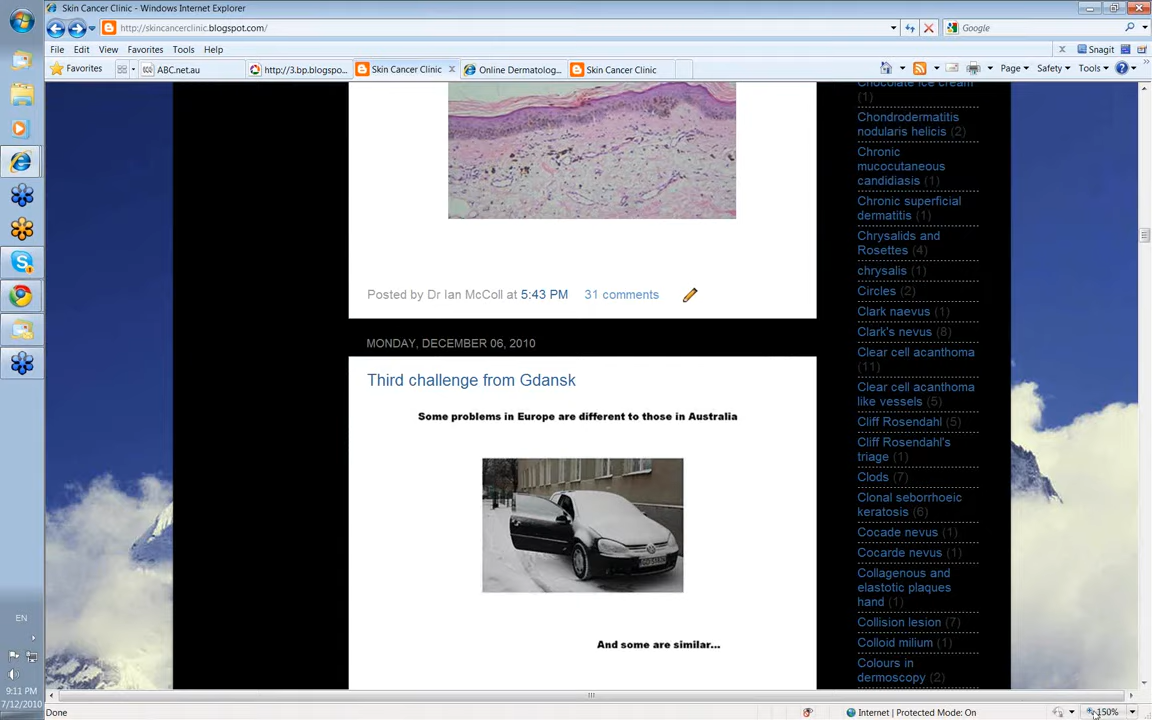 Skin Cancer Clinic - Windows Internet Explorer
http://skincancerclinic.blogspot.com/
Google
File Edit View Favorites Tools Help
Snagit
Favorites
ABC.net.au
http://3.bp.blogspo...
Skin Cancer Clinic
Online Dermatolog...
Skin Cancer Clinic
Page
Safety
Tools
Posted by Dr Ian McColl at 5:43 PM 31 comments
MONDAY, DECEMBER 06, 2010
Third challenge from Gdansk
Some problems in Europe are different to those in Australia
And some are similar...
Chocolate ice cream
(1)
Chondrodermatitis
nodularis helicis (2)
Chronic
mucocutaneous
candidiasis (1)
Chronic superficial
dermatitis (1)
Chrysalids and
Rosettes (4)
chrysalis (1)
Circles (2)
Clark naevus (1)
Clark's nevus (8)
Clear cell acanthoma
(11)
Clear cell acanthoma
like vessels (5)
Cliff Rosendahl (5)
Cliff Rosendahl's
triage (1)
Clods (7)
Clonal seborrhoeic
keratosis (6)
Cocade nevus (1)
Cocarde nevus (1)
Collagenous and
elastotic plaques
hand (1)
Collision lesion (7)
Colloid milium (1)
Colours in
dermoscopy (2)
EN
9:11 PM
7/12/2010
Done
Internet | Protected Mode: On
150%